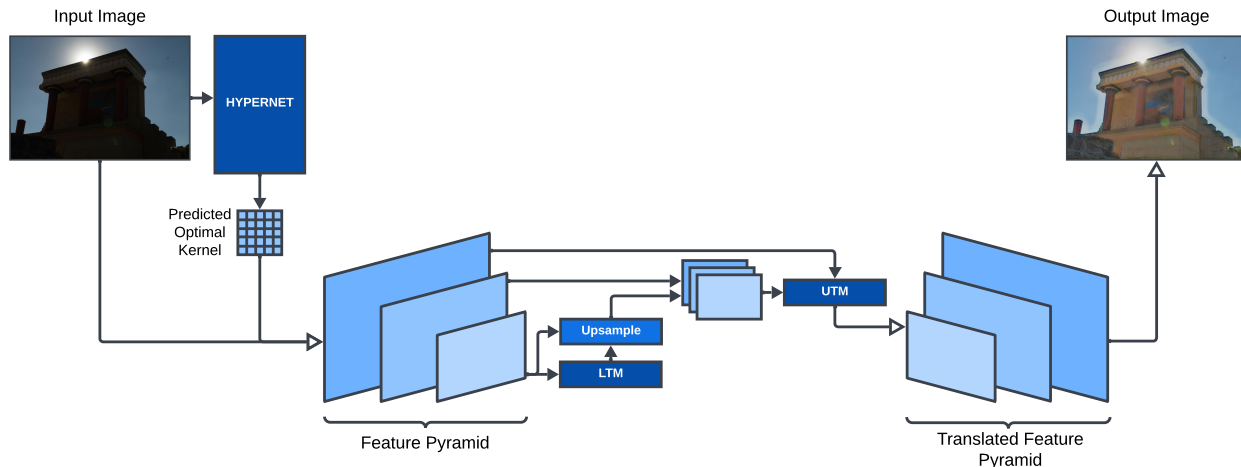 Input Image
Output Image
HYPERNET
Predicted
Optimal
Kernel
UTM
Upsample
LTM
Feature Pyramid
Translated Feature
Pyramid